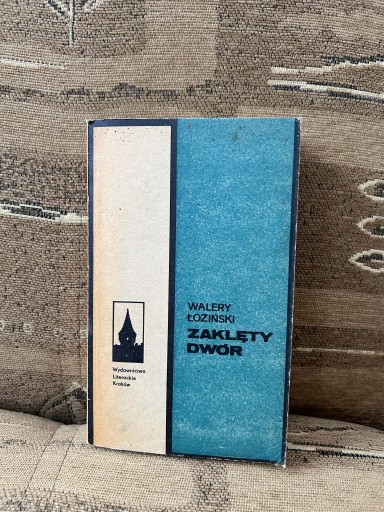 WALERY
ŁOZIŃSKI
ZAKLĘTY
DWÓR
Wydawnictwo
Literackie
Kraków